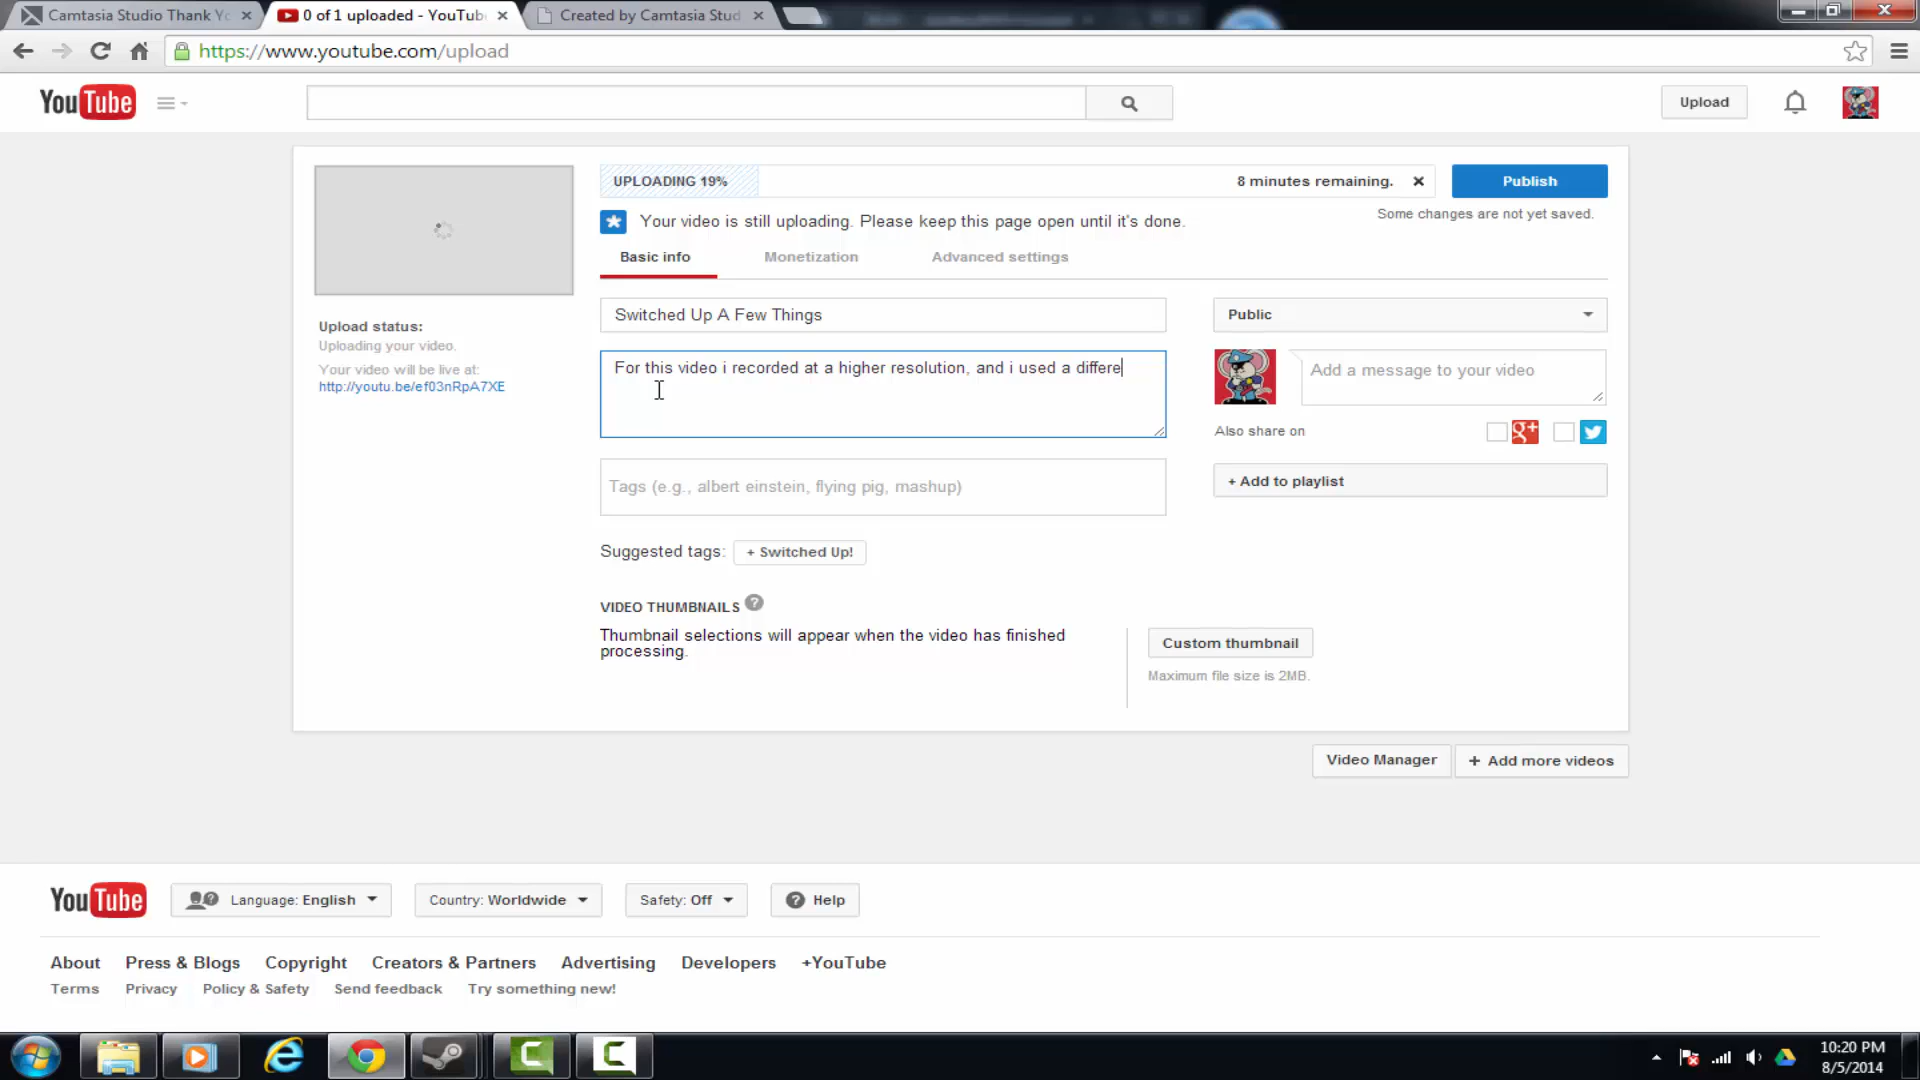 Camtasia Studio Thank Yo
0 of 1 uploaded - YouTub
Created by Camtasia Stud
https://www.youtube.com/upload
YouTube
Upload
UPLOADING 19%
8 minutes remaining.
Publish
Your video is still uploading. Please keep this page open until it's done.
Some changes are not yet saved.
Basic info
Monetization
Advanced settings
Switched Up A Few Things
Public
For this video i recorded at a higher resolution, and i used a differe
Add a message to your video
Upload status:
Uploading your video.
Your video will be live at:
http://youtu.be/ef03nRpA7XE
Also share on
Tags (e.g., albert einstein, flying pig, mashup)
+ Add to playlist
Suggested tags:
+ Switched Up!
VIDEO THUMBNAILS ?
Thumbnail selections will appear when the video has finished
processing.
Custom thumbnail
Maximum file size is 2MB.
Video Manager
+ Add more videos
YouTube
Language: English
Country: Worldwide
Safety: Off
? Help
About
Press & Blogs
Copyright
Creators & Partners
Advertising
Developers
+YouTube
Terms
Privacy
Policy & Safety
Send feedback
Try something new!
10:20 PM
8/5/2014